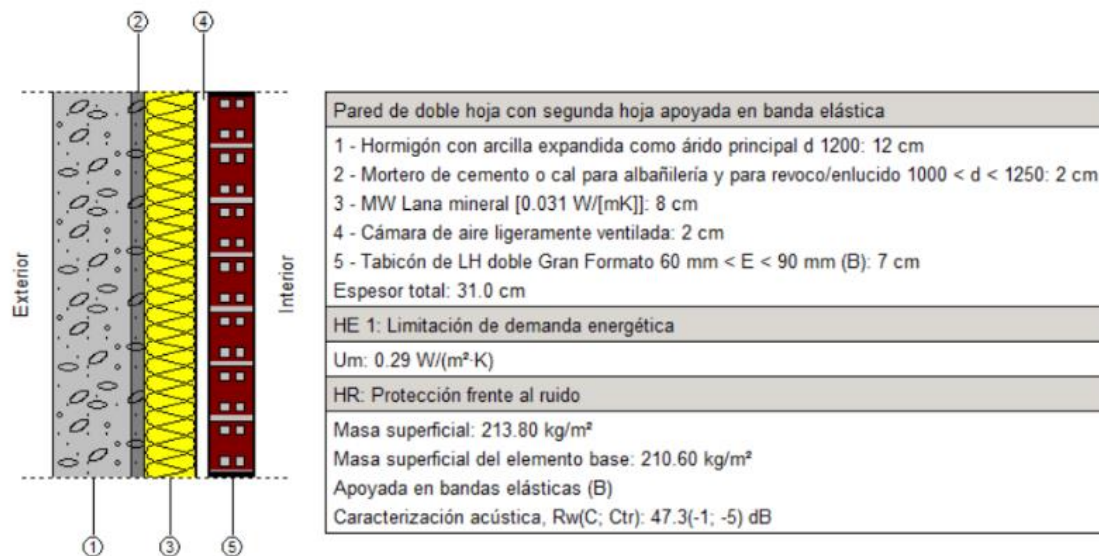 2
4
Exterior
Interior
1
3
5
Pared de doble hoja con segunda hoja apoyada en banda elástica
1 - Hormigón con arcilla expandida como árido principal d 1200: 12 cm
2 - Mortero de cemento o cal para albañilería y para revoco/enlucido 1000 < d < 1250: 2 cm
3 - MW Lana mineral [0.031 W/[mK]]: 8 cm
4 - Cámara de aire ligeramente ventilada: 2 cm
5 - Tabicón de LH doble Gran Formato 60 mm < E < 90 mm (B): 7 cm
Espesor total: 31.0 cm
HE 1: Limitación de demanda energética
Um: 0.29 W/(m²·K)
HR: Protección frente al ruido
Masa superficial: 213.80 kg/m²
Masa superficial del elemento base: 210.60 kg/m²
Apoyada en bandas elásticas (B)
Caracterización acústica, Rw(C; Ctr): 47.3(-1; -5) dB